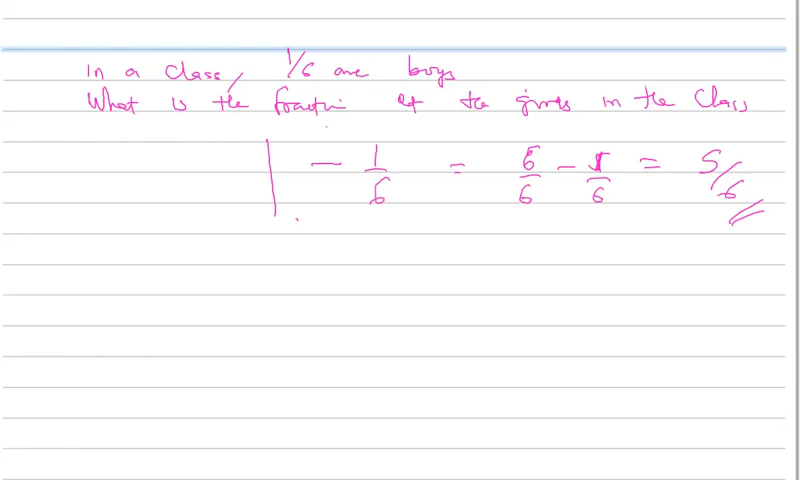 In a class, 1/6 are boys
What is the fraction of the girls in the class
1 - 1/6 = 6/6 - 1/6 = 5/6